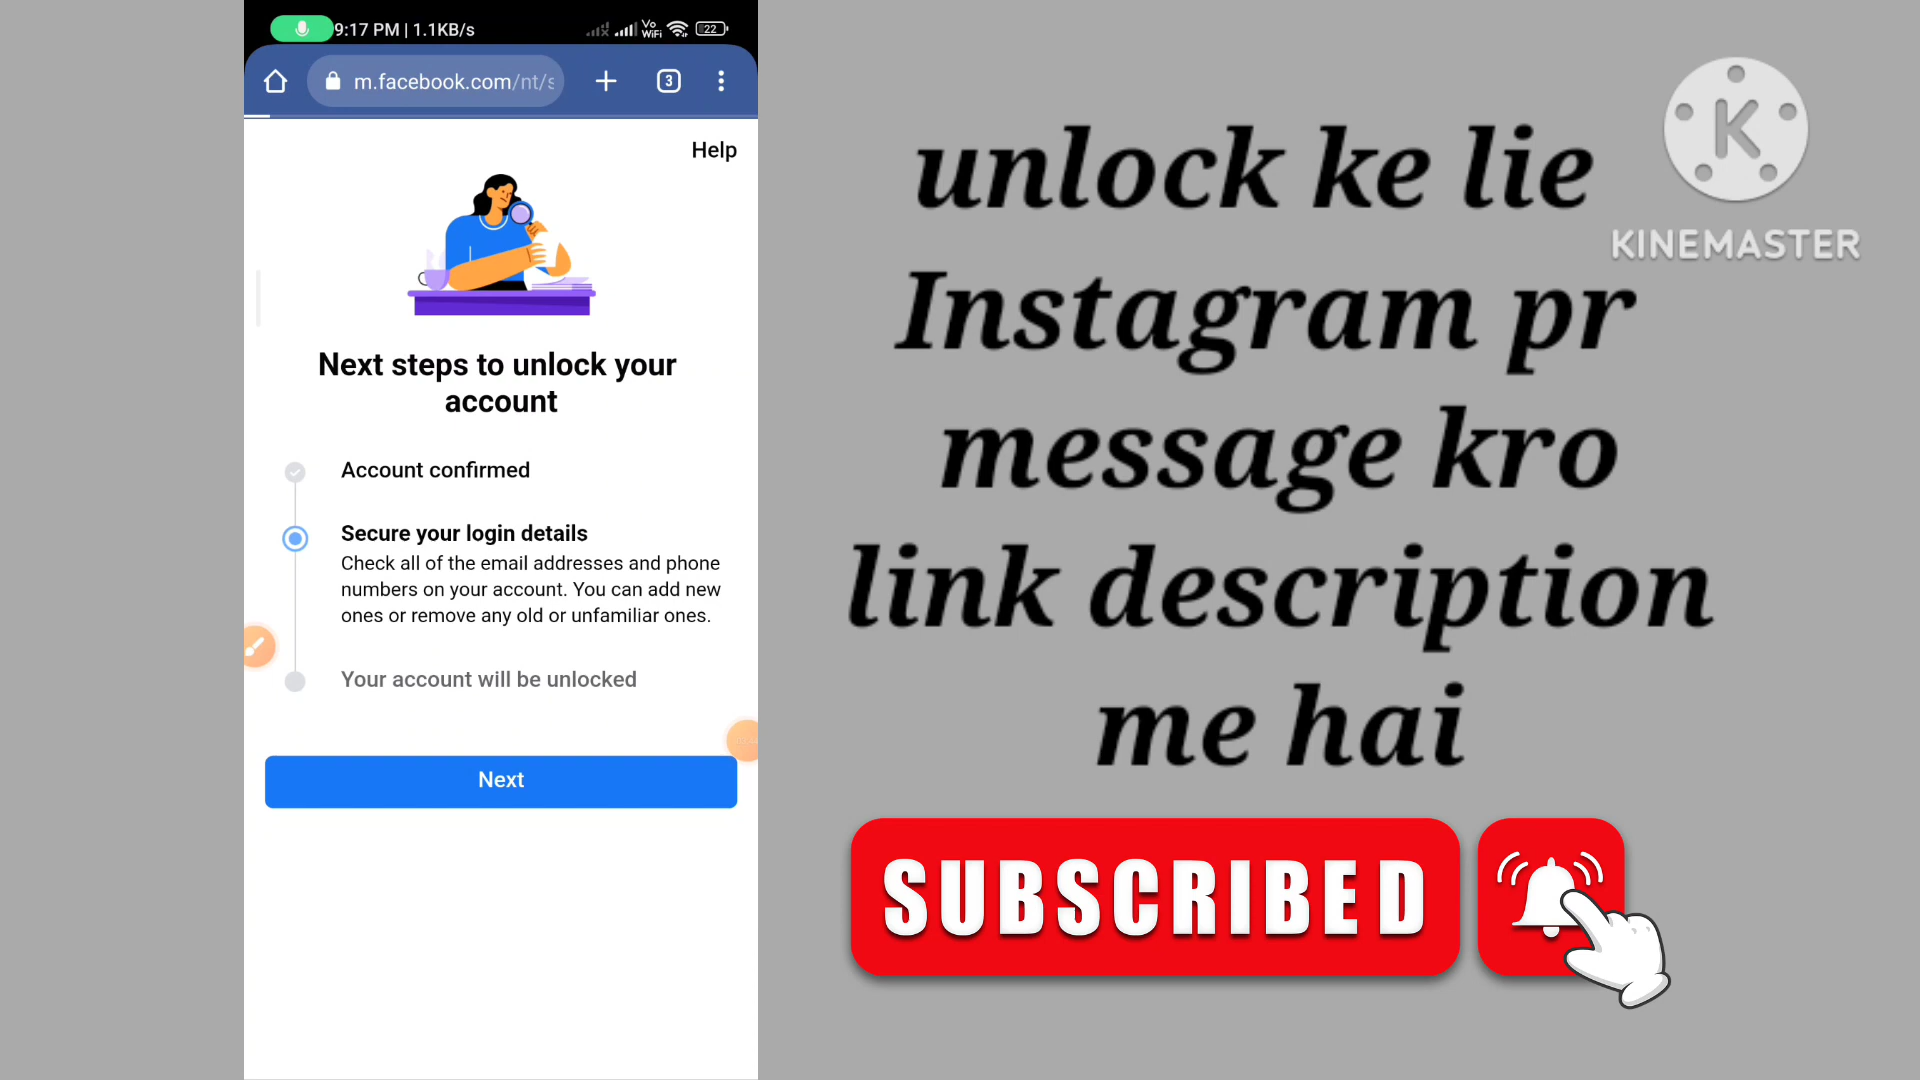 9:17 PM | 1.1KB/s
Vo
WiFi
22
m.facebook.com/nt/s
3
Help
Next steps to unlock your
account
Account confirmed
Secure your login details
Check all of the email addresses and phone
numbers on your account. You can add new
ones or remove any old or unfamiliar ones.
Your account will be unlocked
Next
unlock ke lie
Instagram pr
message kro
link description
me hai
K
KINEMASTER
SUBSCRIBED